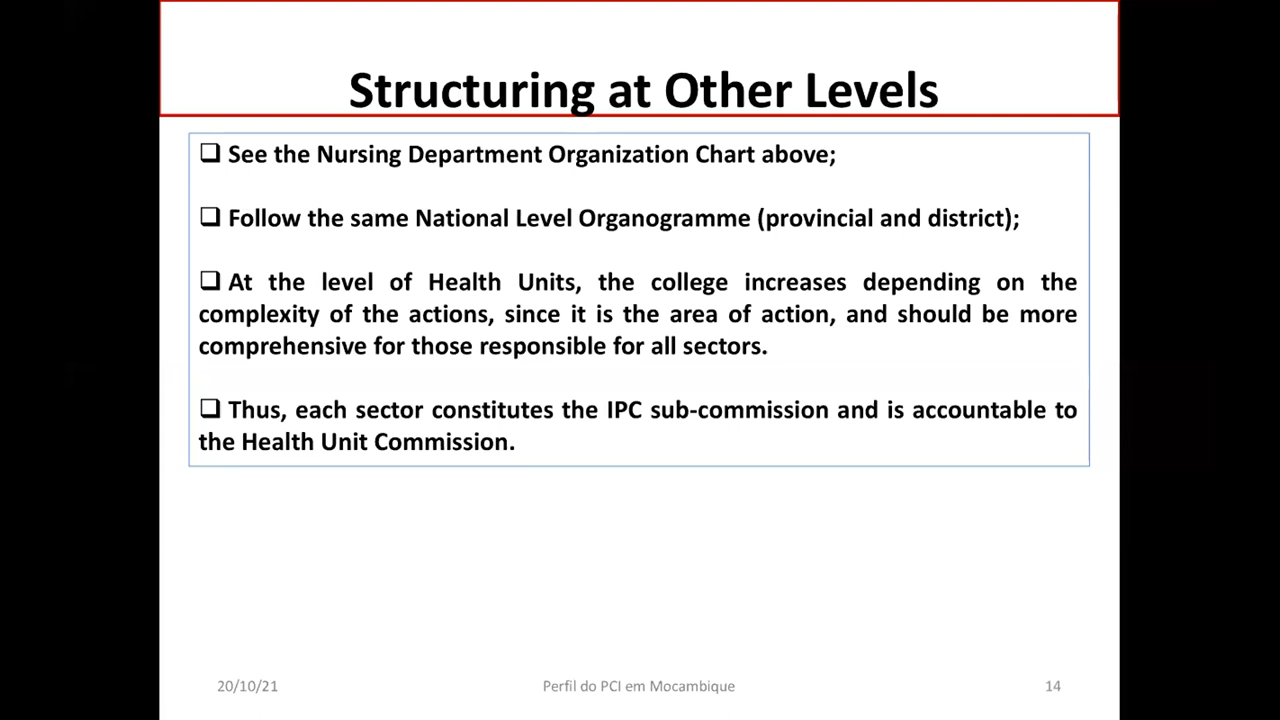 Structuring at Other Levels
❑ See the Nursing Department Organization Chart above;
❑ Follow the same National Level Organogramme (provincial and district);
❑ At the level of Health Units, the college increases depending on the
complexity of the actions, since it is the area of action, and should be more
comprehensive for those responsible for all sectors.
❑ Thus, each sector constitutes the IPC sub-commission and is accountable to
the Health Unit Commission.
20/10/21 Perfil do PCI em Mocambique 14